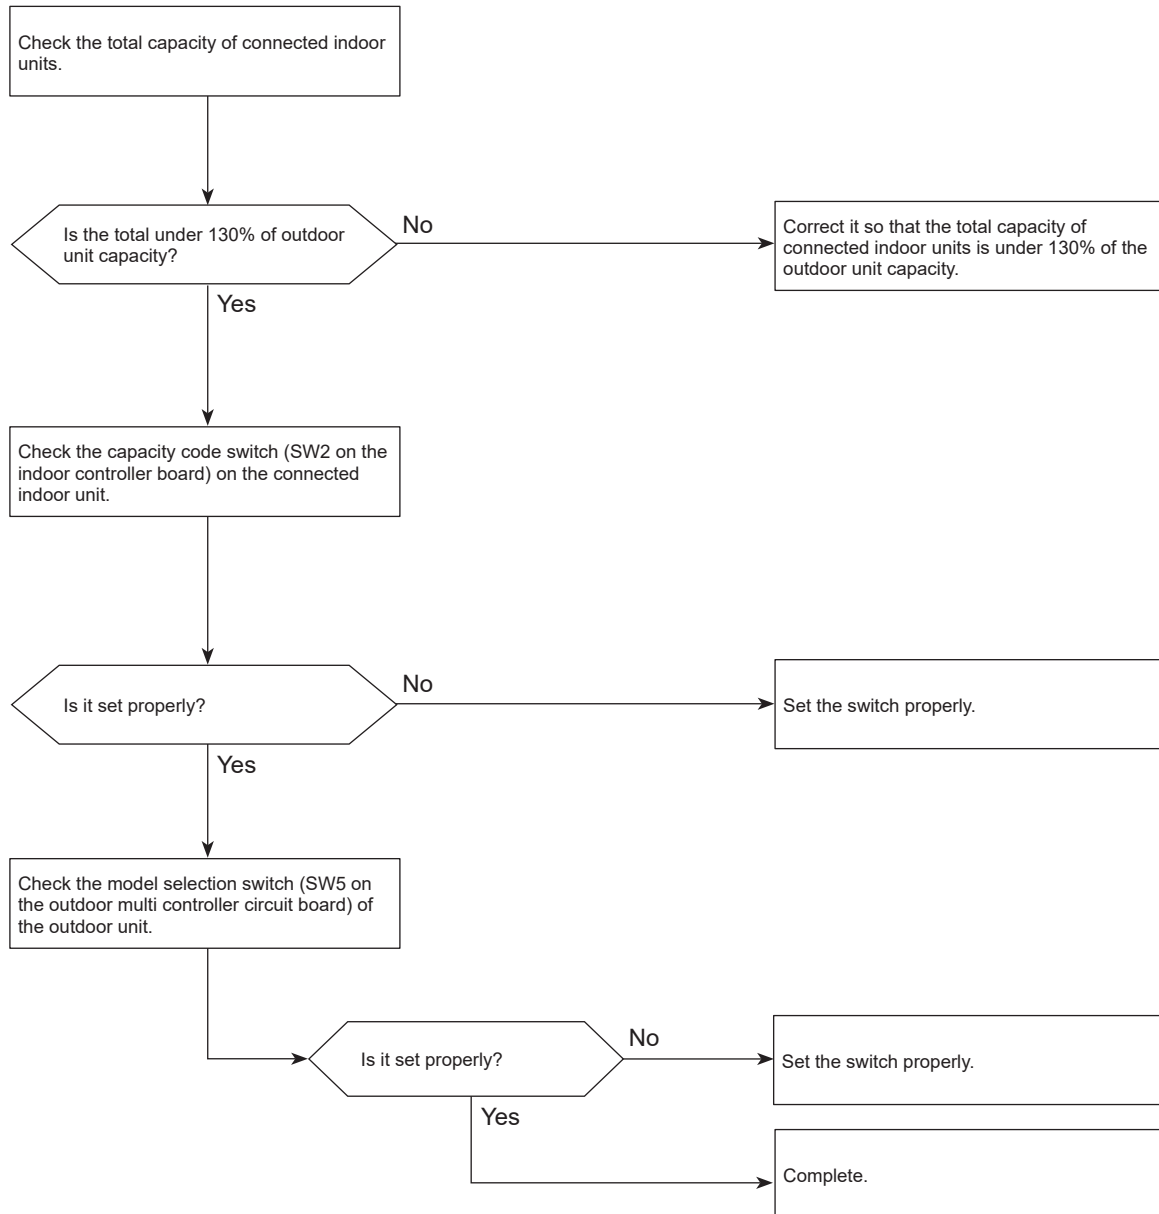 Check the total capacity of connected indoor
units.
Is the total under 130% of outdoor
unit capacity?
No
Correct it so that the total capacity of
connected indoor units is under 130% of the
outdoor unit capacity.
Yes
Check the capacity code switch (SW2 on the
indoor controller board) on the connected
indoor unit.
Is it set properly?
No
Set the switch properly.
Yes
Check the model selection switch (SW5 on
the outdoor multi controller circuit board) of
the outdoor unit.
Is it set properly?
No
Set the switch properly.
Yes
Complete.